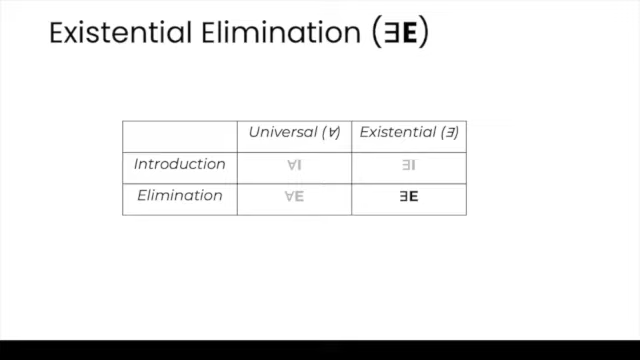 Existential Elimination (∃E)
Universal (∀) Existential (∃)
Introduction ∀I ∃I
Elimination ∀E ∃E